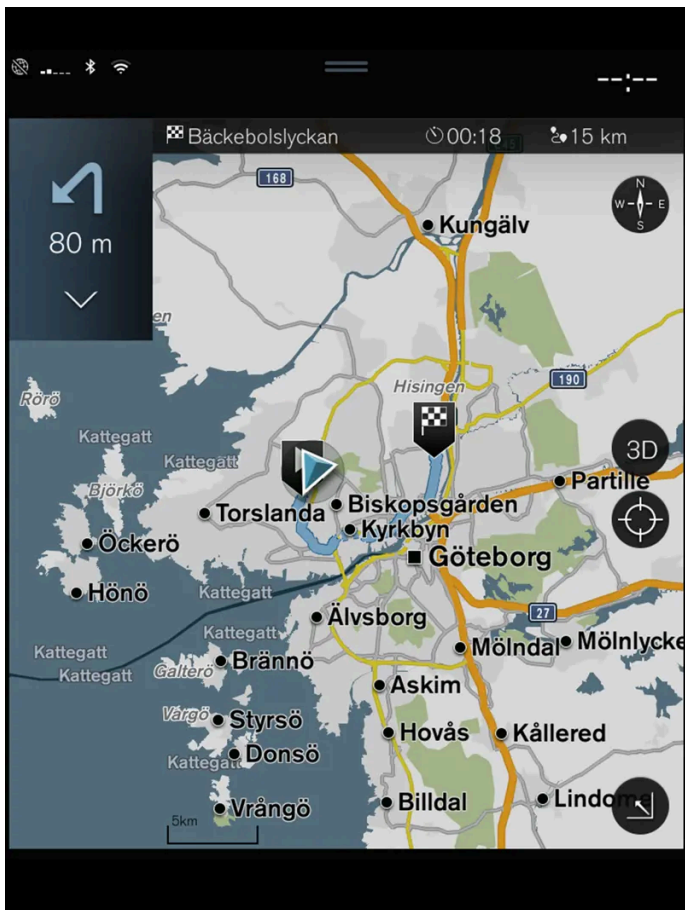 --:--
Bäckebolslyckan 00:18 15 km
80 m
N
W E
S
168
Kungälv
en
190
Rörö
Hisingen
Kattegatt
3D
Kattegatt
Partille
Björkö
Biskopsgården
Torslanda
Kyrkbyn
Öckerö
Göteborg
Hönö
Kattegatt
27
Älvsborg
Kattegatt
Mölndal
Mölnlycke
Kattegatt
Brännö
Galterö
Kattegatt
Askim
Vargö
Styrsö
Hovås
Kållered
Donsö
Kattegatt
Billdal
Vrångö
5km